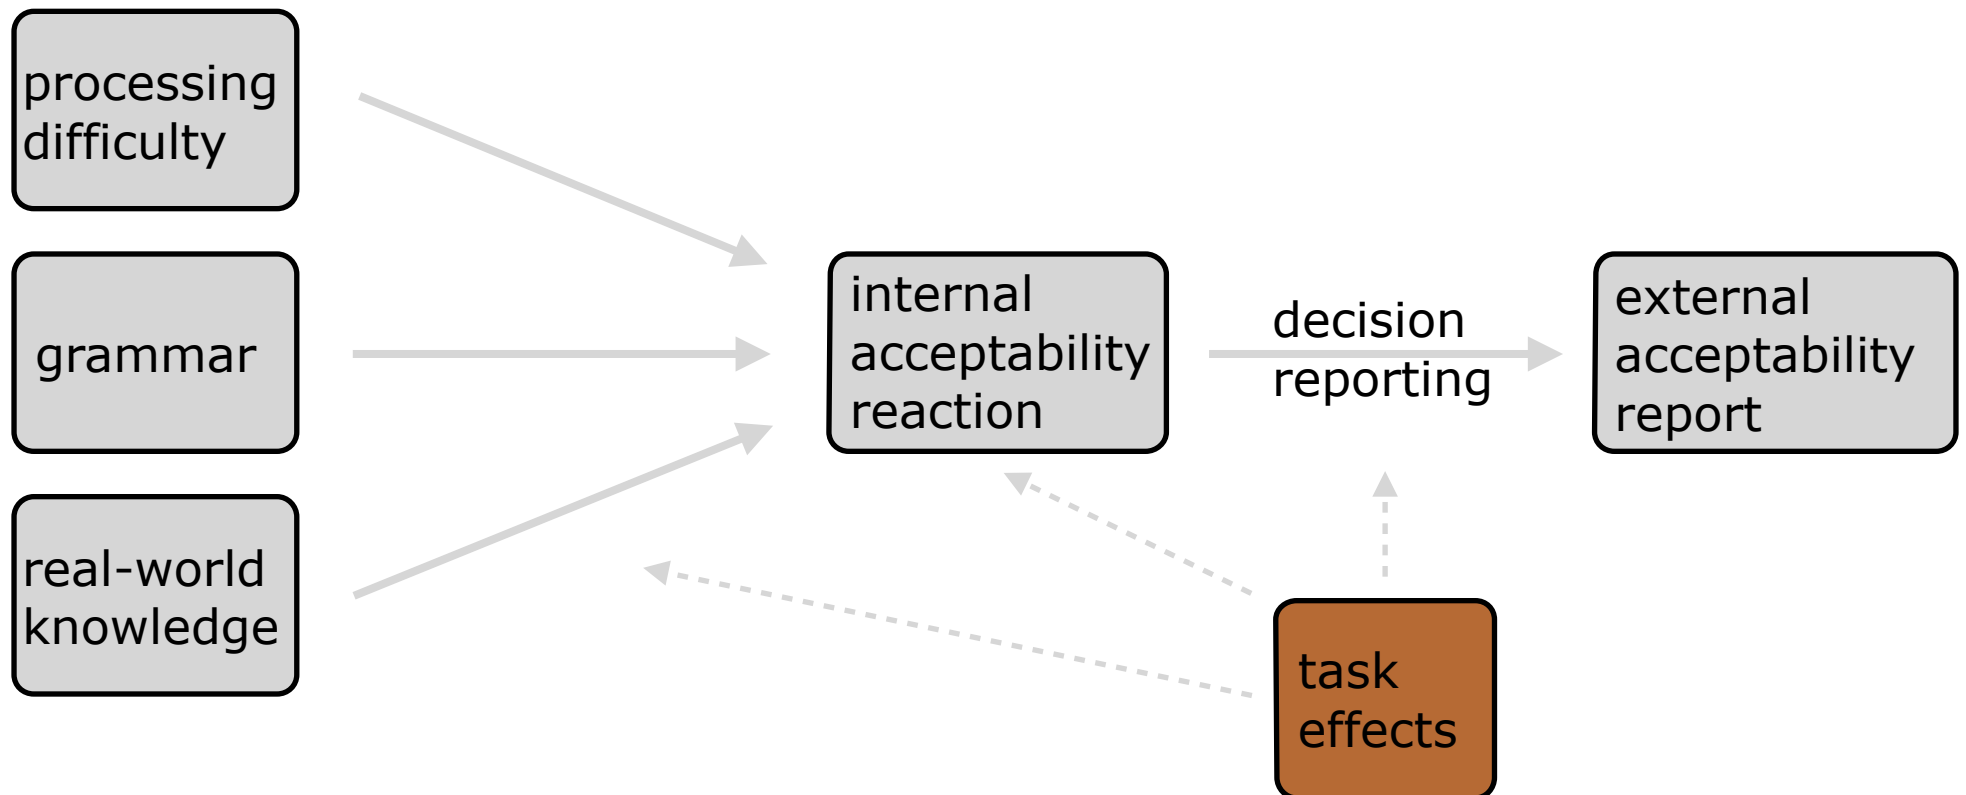 processing
difficulty
grammar
real-world
knowledge
internal
acceptability
reaction
decision
reporting
external
acceptability
report
task
effects